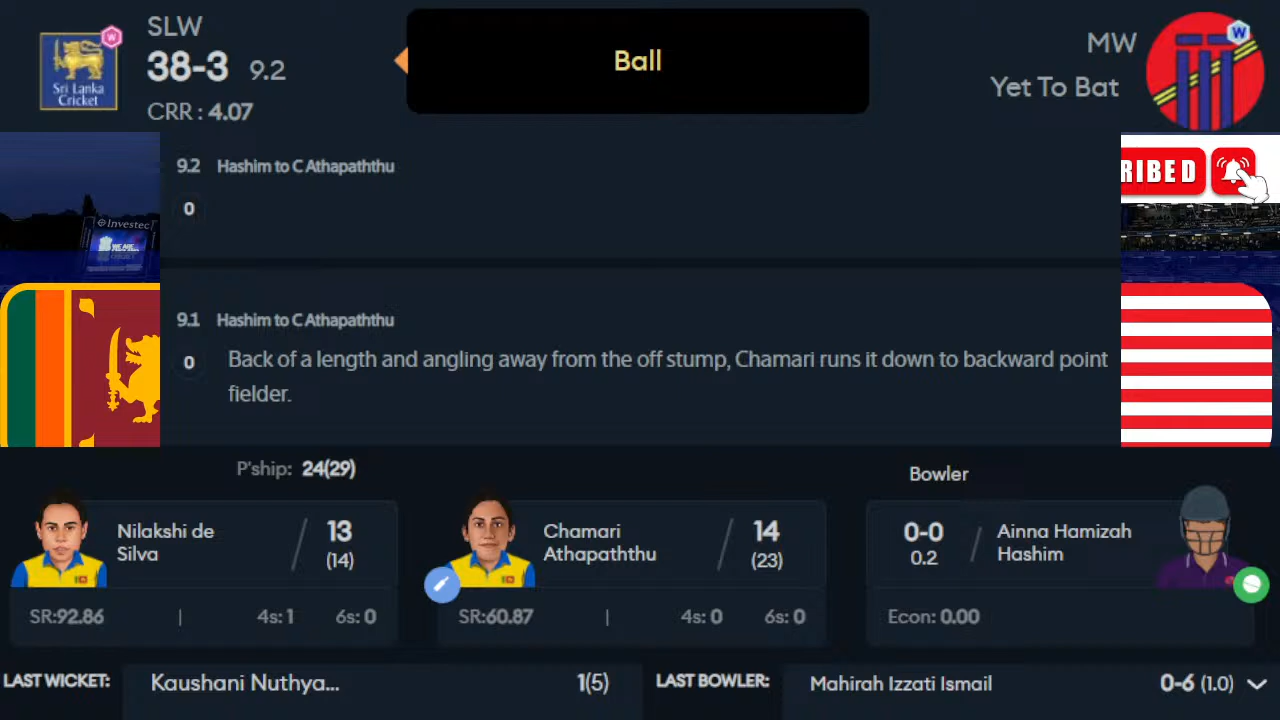 SLW
38-3 9.2
CRR : 4.07
Sri Lanka
Cricket
W
Ball
MW
Yet To Bat
W
9.2 Hashim to C Athapaththu
0
RIBED
Investec
WE ARE
9.1 Hashim to C Athapaththu
0 Back of a length and angling away from the off stump, Chamari runs it down to backward point
fielder.
P'ship: 24(29)
Bowler
Nilakshi de
Silva
13
(14)
SR:92.86 | 4s: 1 6s: 0
Chamari
Athapaththu
14
(23)
SR:60.87 | 4s: 0 6s: 0
0-0
0.2
Ainna Hamizah
Hashim
Econ: 0.00
LAST WICKET: Kaushani Nuthya... 1(5)
LAST BOWLER: Mahirah Izzati Ismail 0-6 (1.0)